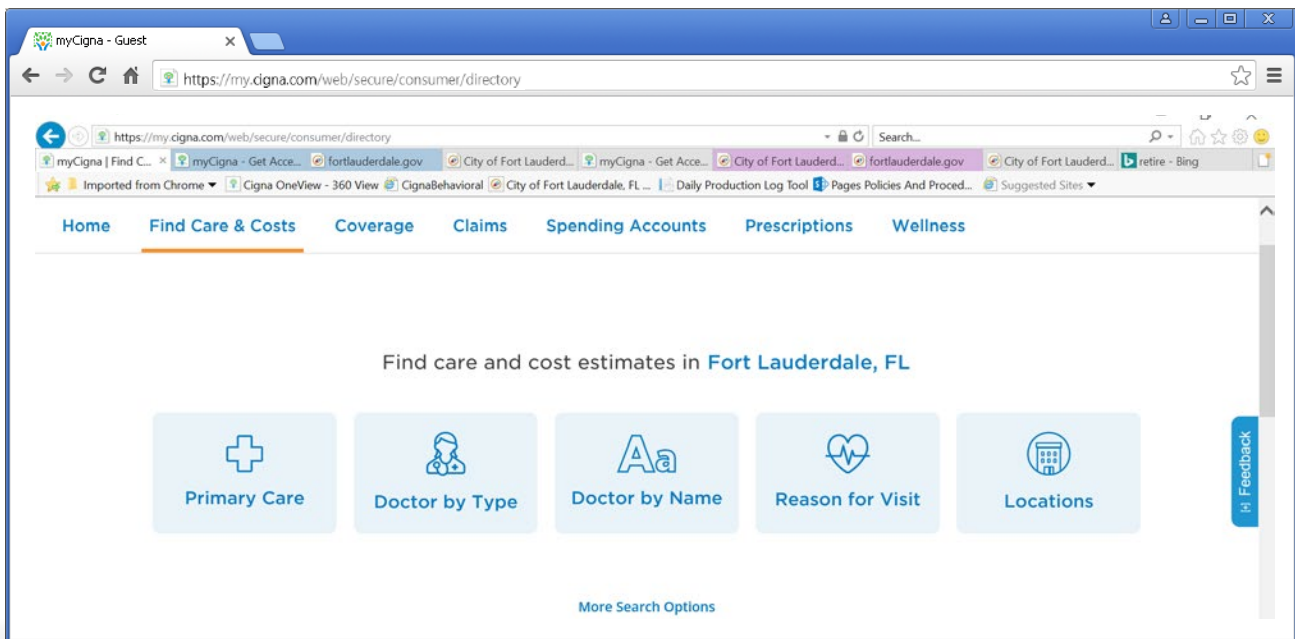 myCigna - Guest
https://my.cigna.com/web/secure/consumer/directory
https://my.cigna.com/web/secure/consumer/directory Search...
myCigna | Find C... myCigna - Get Acce... fortlauderdale.gov City of Fort Lauderd... myCigna - Get Acce... City of Fort Lauderd... fortlauderdale.gov City of Fort Lauderd... retire - Bing
Imported from Chrome Cigna OneView - 360 View CignaBehavioral City of Fort Lauderdale, FL ... Daily Production Log Tool Pages Policies And Proced... Suggested Sites
Home Find Care & Costs Coverage Claims Spending Accounts Prescriptions Wellness
Find care and cost estimates in Fort Lauderdale, FL
Aa
Primary Care Doctor by Type Doctor by Name Reason for Visit Locations
[+] Feedback
More Search Options